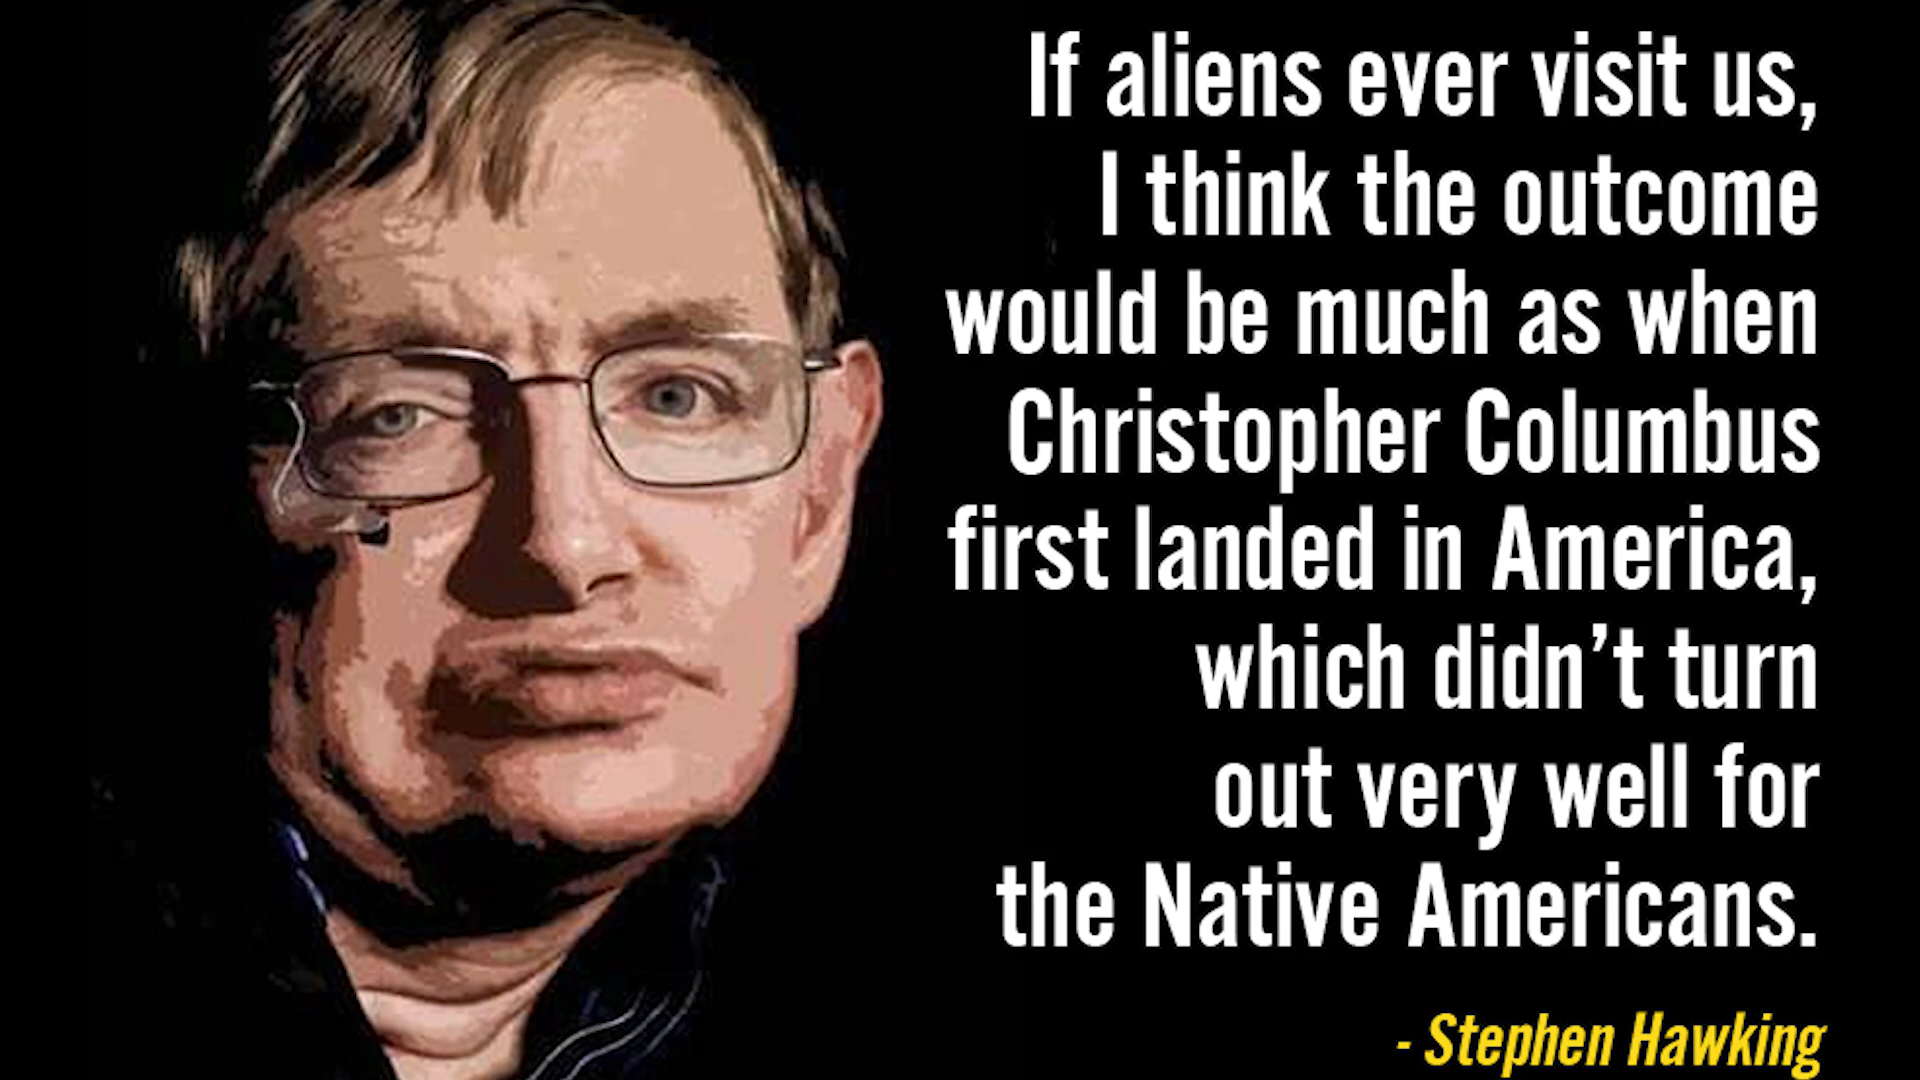 If aliens ever visit us,
I think the outcome
would be much as when
Christopher Columbus
first landed in America,
which didn’t turn
out very well for
the Native Americans.
- Stephen Hawking